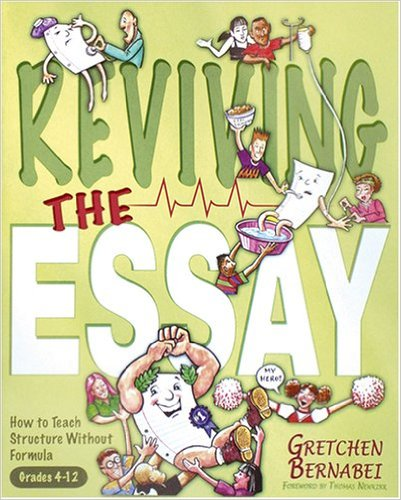 REVIVING
THE
ESSAY
MY
HERO!
#1
How to Teach
Structure Without
Formula
Grades 4-12
GRETCHEN
BERNABEI
FOREWORD BY THOMAS NEWKIRK